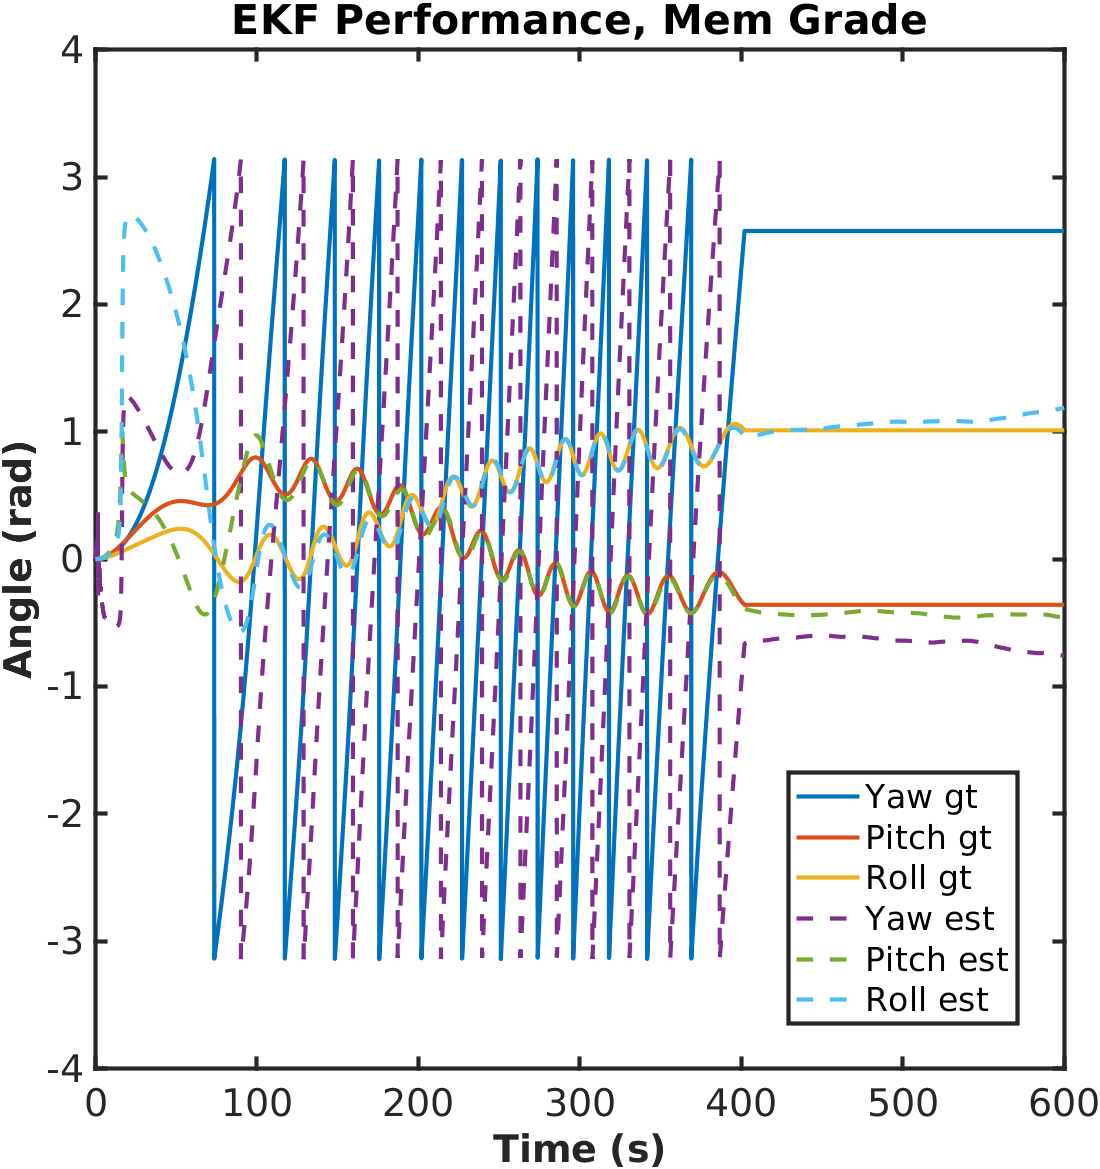 EKF Performance, Mem Grade
4
3
2
1
0
-1
-2
-3
-4
Angle (rad)
Yaw gt
Pitch gt
Roll gt
Yaw est
Pitch est
Roll est
0 100 200 300 400 500 600
Time (s)